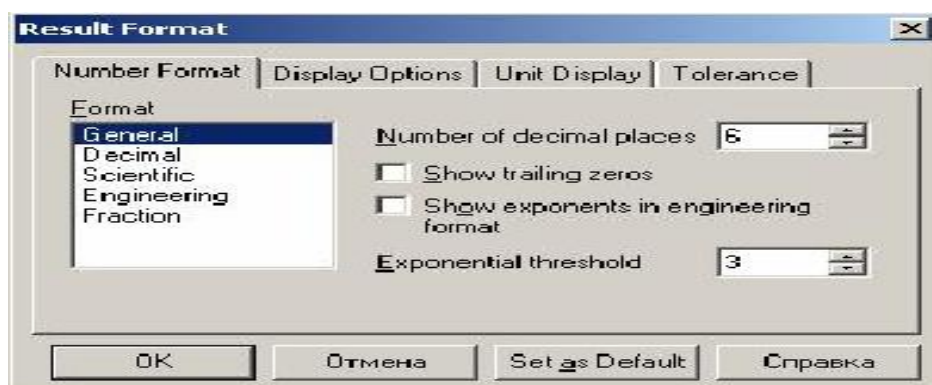 Result Format
Number Format Display Options Unit Display Tolerance
Format
General
Decimal
Scientific
Engineering
Fraction
Number of decimal places 6
Show trailing zeros
Show exponents in engineering
format
Exponential threshold 3
OK Отмена Set as Default Справка